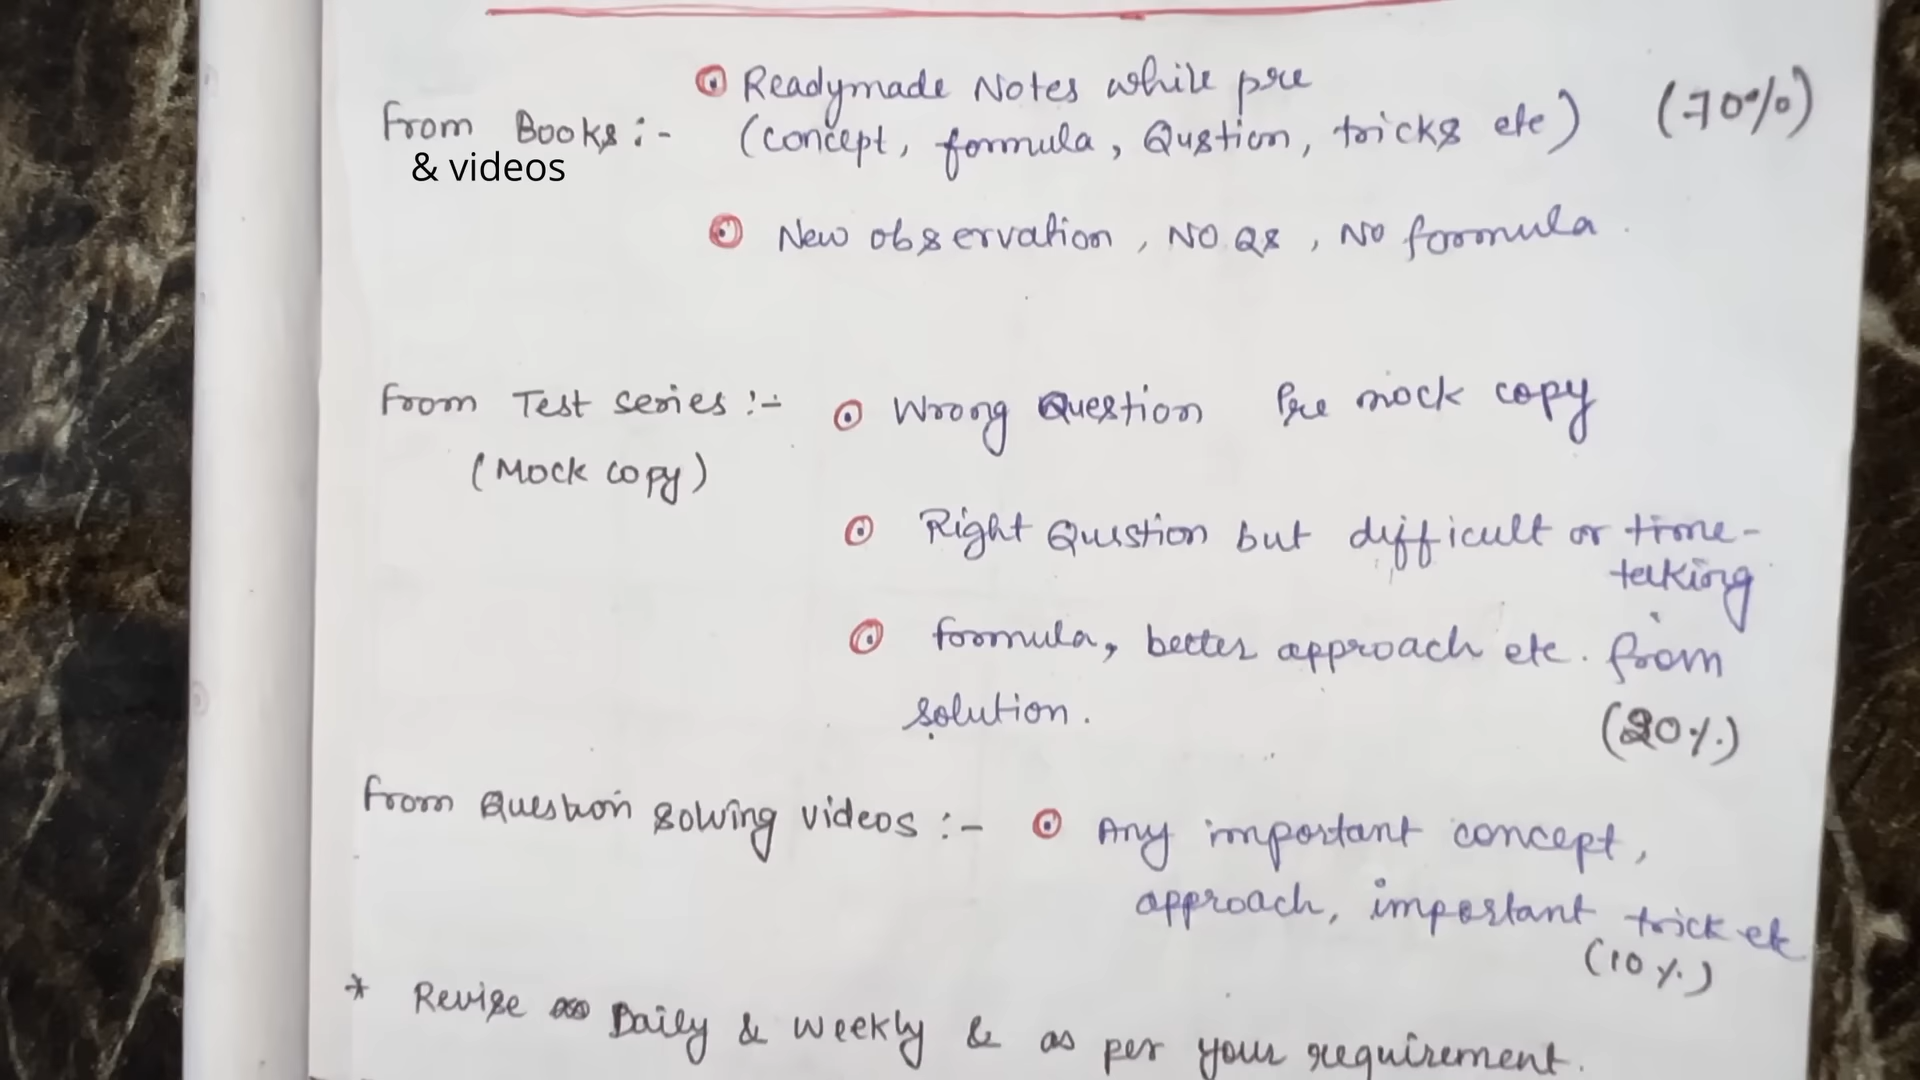 Readymade Notes while pre
From Books :- (concept, formula, Qustion, tricks etc) (70%)
& videos
New observation, No Qs, No formula.
From Test series :- Wrong Question Pre mock copy
(Mock copy)
Right Qustion but difficult or time-
taking
formula, better approach etc. from
solution.
(20%)
From Question solving videos :- Any important concept,
approach, important trick etc
(10%)
* Revise Daily & Weekly & as per your requirement.